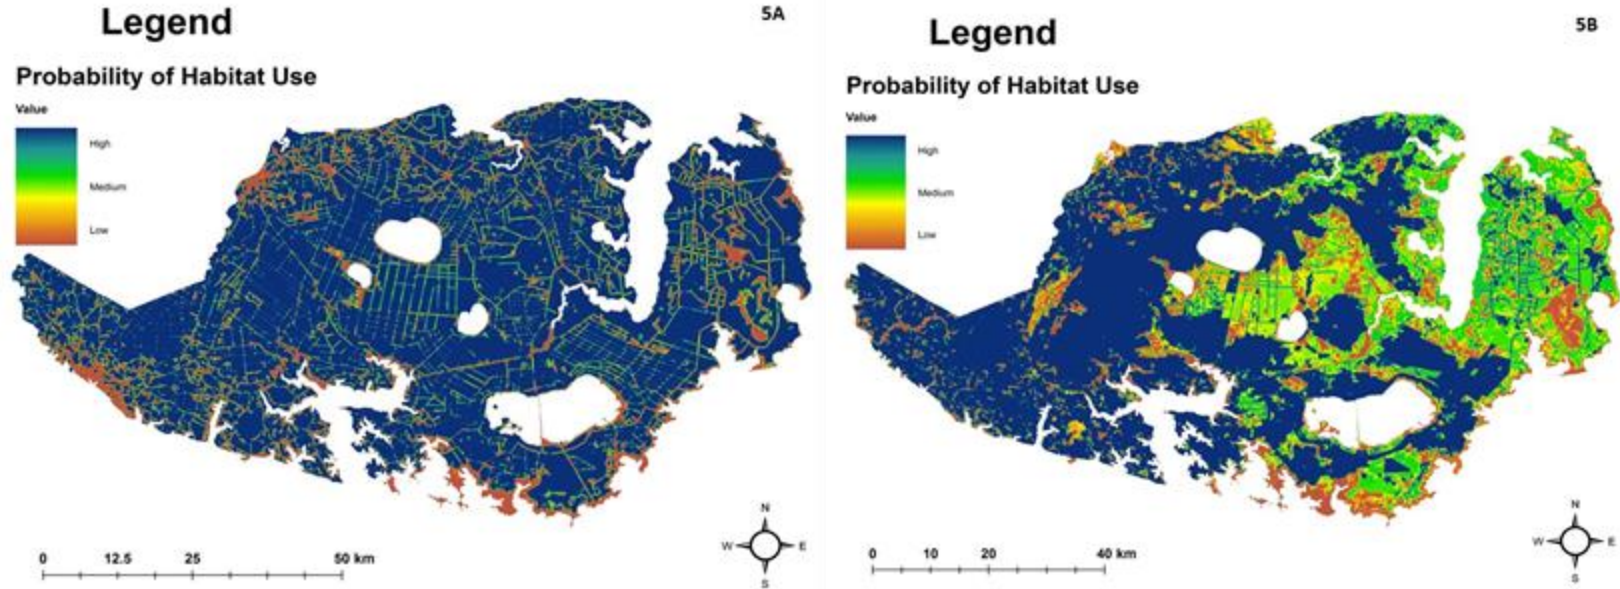 Legend
5A
Probability of Habitat Use
Value
High
Medium
Low
N
W E
S
0 12.5 25 50 km
Legend
5B
Probability of Habitat Use
Value
High
Medium
Low
N
W E
S
0 10 20 40 km